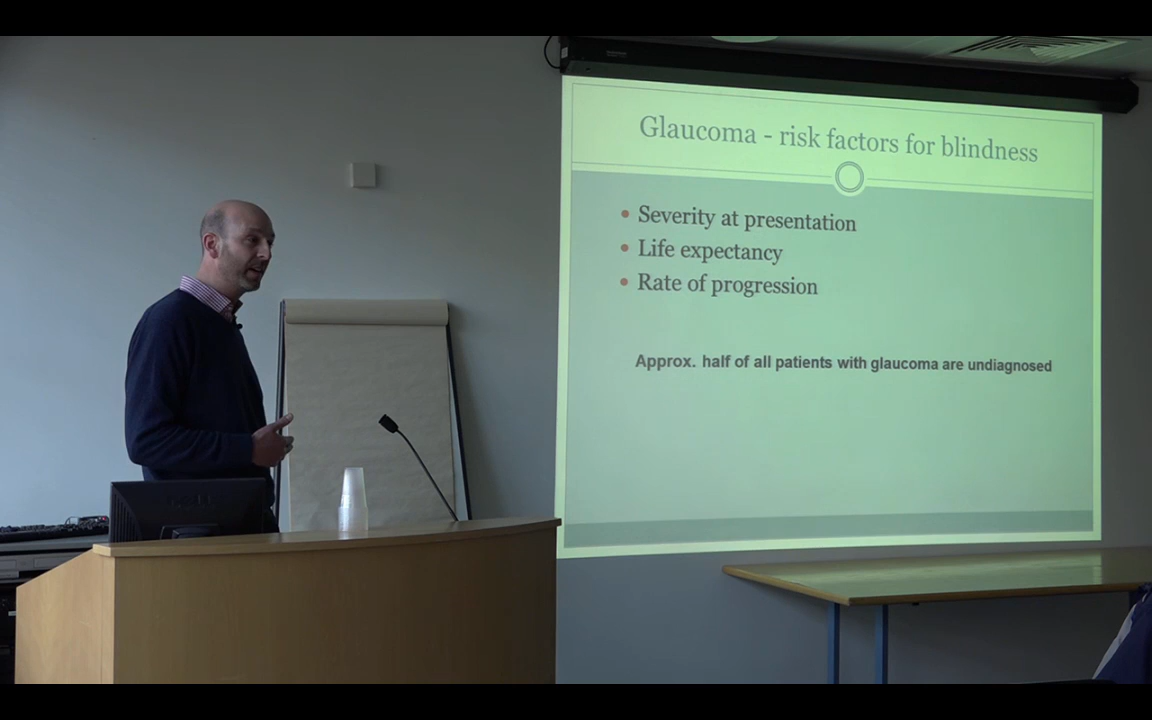 Glaucoma - risk factors for blindness
• Severity at presentation
• Life expectancy
• Rate of progression
Approx. half of all patients with glaucoma are undiagnosed